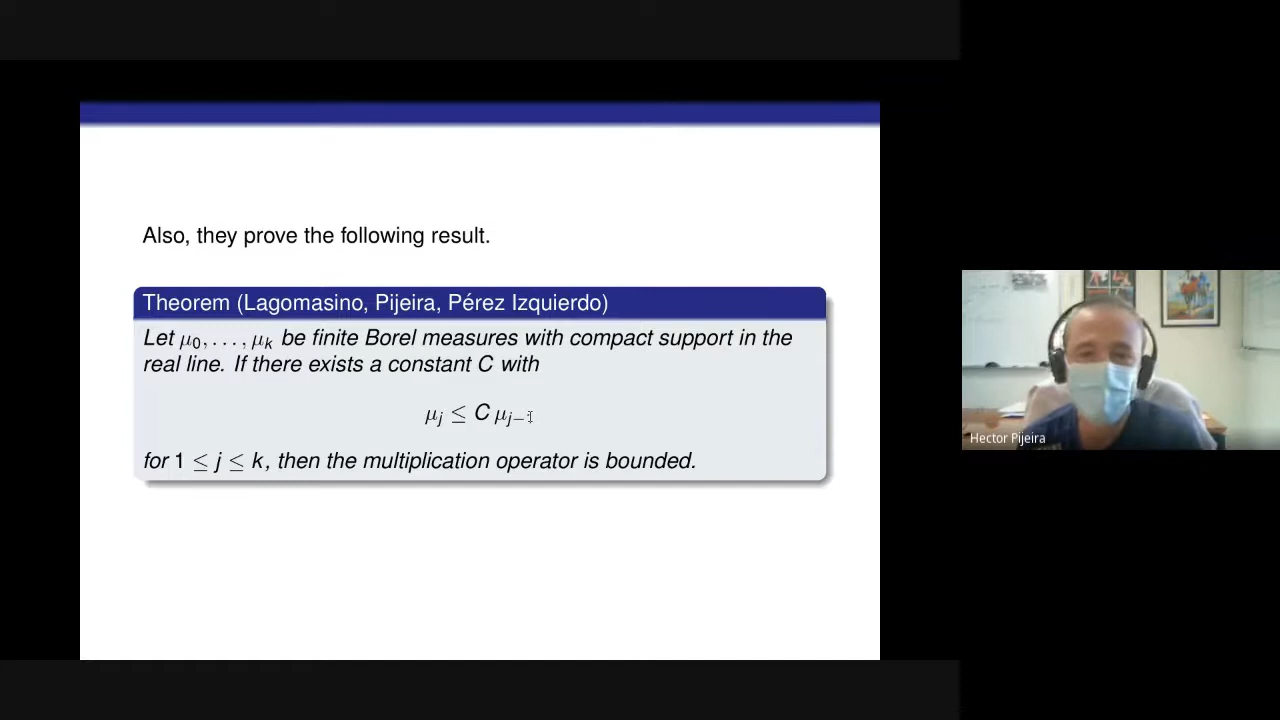 Also, they prove the following result.
Theorem (Lagomasino, Pijeira, Pérez Izquierdo)
Let μ₀, . . . , μₖ be finite Borel measures with compact support in the
real line. If there exists a constant C with
μⱼ ≤ C μⱼ₋₁
for 1 ≤ j ≤ k, then the multiplication operator is bounded.
Hector Pijeira